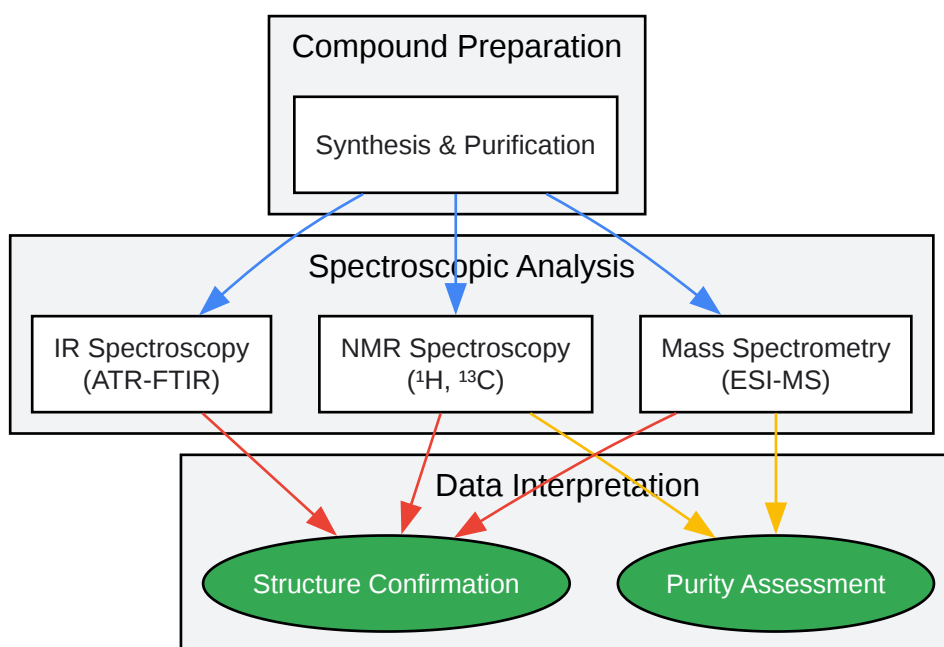 Compound Preparation
Synthesis & Purification
Spectroscopic Analysis
IR Spectroscopy
(ATR-FTIR)
NMR Spectroscopy
(¹H, ¹³C)
Mass Spectrometry
(ESI-MS)
Data Interpretation
Structure Confirmation
Purity Assessment